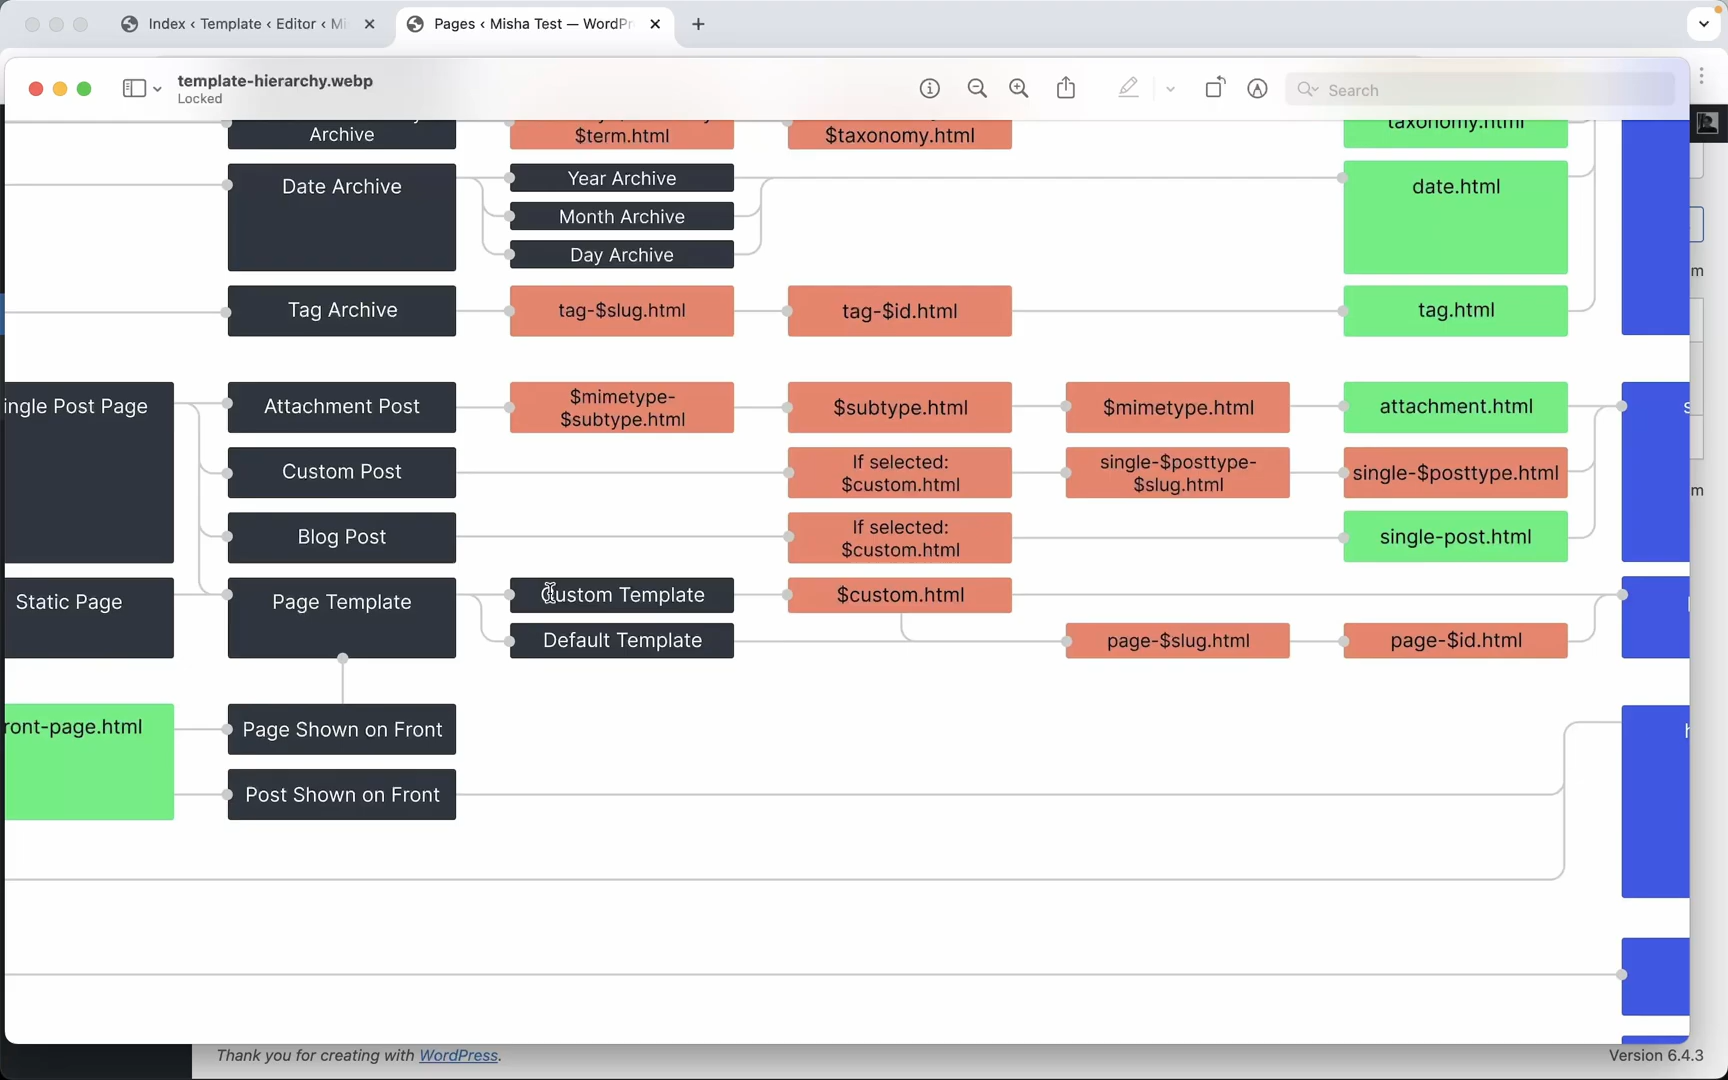 Index ‹ Template ‹ Editor ‹ Mi
Pages ‹ Misha Test — WordPr
template-hierarchy.webp
Locked
Search
Archive
$term.html
$taxonomy.html
taxonomy.html
Date Archive
Year Archive
Month Archive
Day Archive
date.html
Tag Archive
tag-$slug.html
tag-$id.html
tag.html
ingle Post Page
Attachment Post
$mimetype-
$subtype.html
$subtype.html
$mimetype.html
attachment.html
s
Custom Post
If selected:
$custom.html
single-$posttype-
$slug.html
single-$posttype.html
Blog Post
If selected:
$custom.html
single-post.html
Static Page
Page Template
Custom Template
$custom.html
Default Template
page-$slug.html
page-$id.html
ront-page.html
Page Shown on Front
Post Shown on Front
h
m
m
Thank you for creating with WordPress.
Version 6.4.3